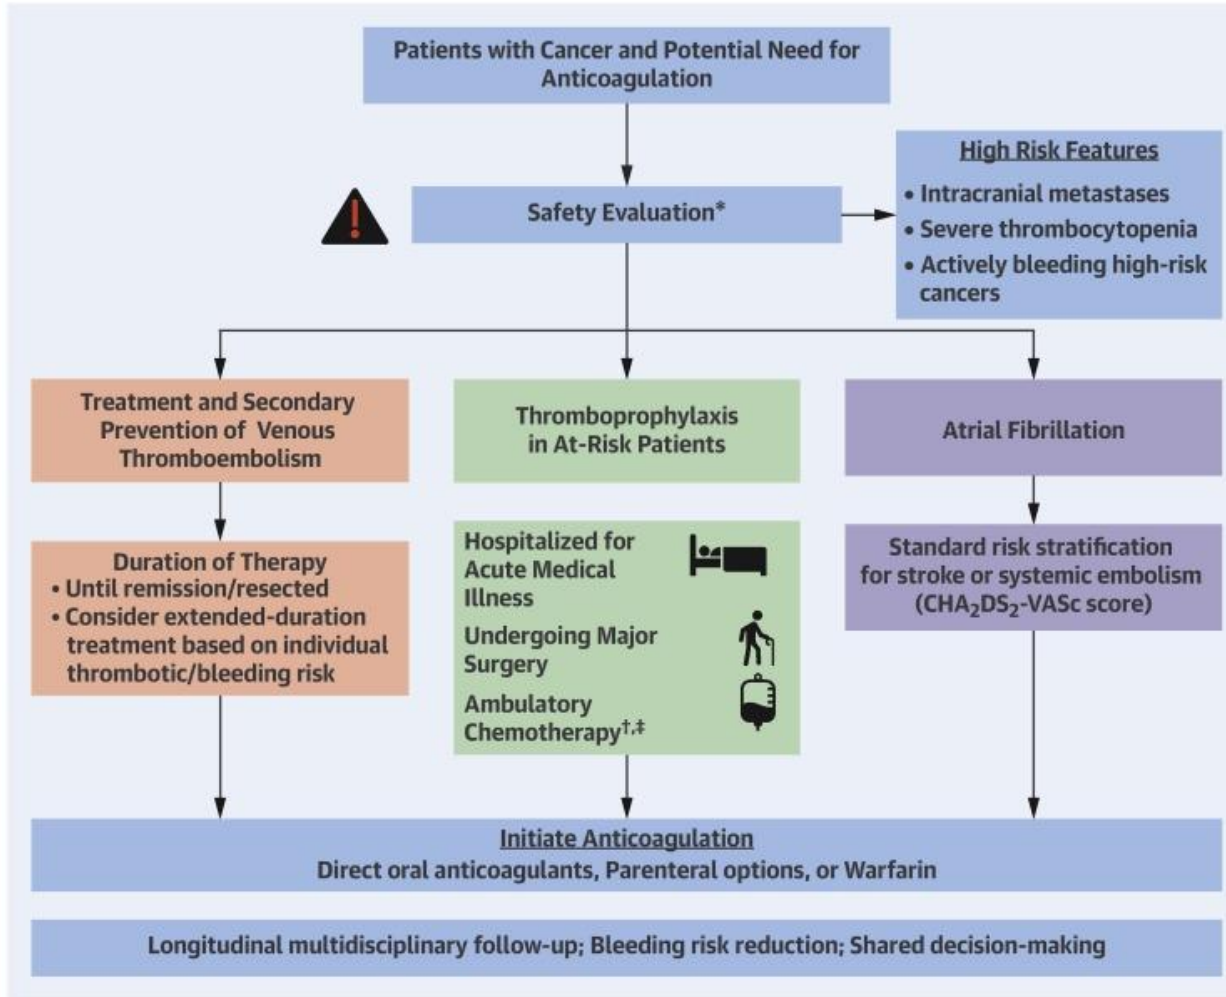 Patients with Cancer and Potential Need for
Anticoagulation
Safety Evaluation*
High Risk Features
• Intracranial metastases
• Severe thrombocytopenia
• Actively bleeding high-risk
cancers
Treatment and Secondary
Prevention of Venous
Thromboembolism
Thromboprophylaxis
in At-Risk Patients
Atrial Fibrillation
Duration of Therapy
• Until remission/resected
• Consider extended-duration
treatment based on individual
thrombotic/bleeding risk
Hospitalized for
Acute Medical
Illness
Undergoing Major
Surgery
Ambulatory
Chemotherapy†,‡
Standard risk stratification
for stroke or systemic embolism
(CHA₂DS₂-VASc score)
Initiate Anticoagulation
Direct oral anticoagulants, Parenteral options, or Warfarin
Longitudinal multidisciplinary follow-up; Bleeding risk reduction; Shared decision-making